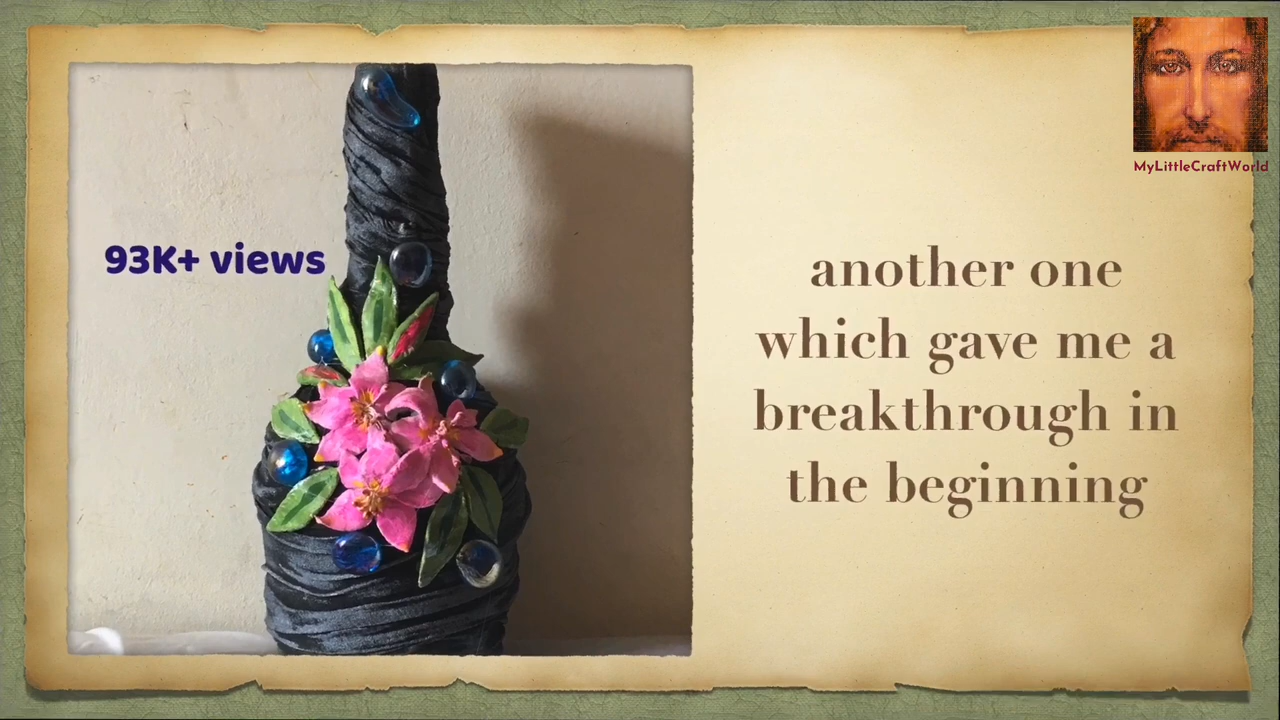 93K+ views
another one
which gave me a
breakthrough in
the beginning
MyLittleCraftWorld